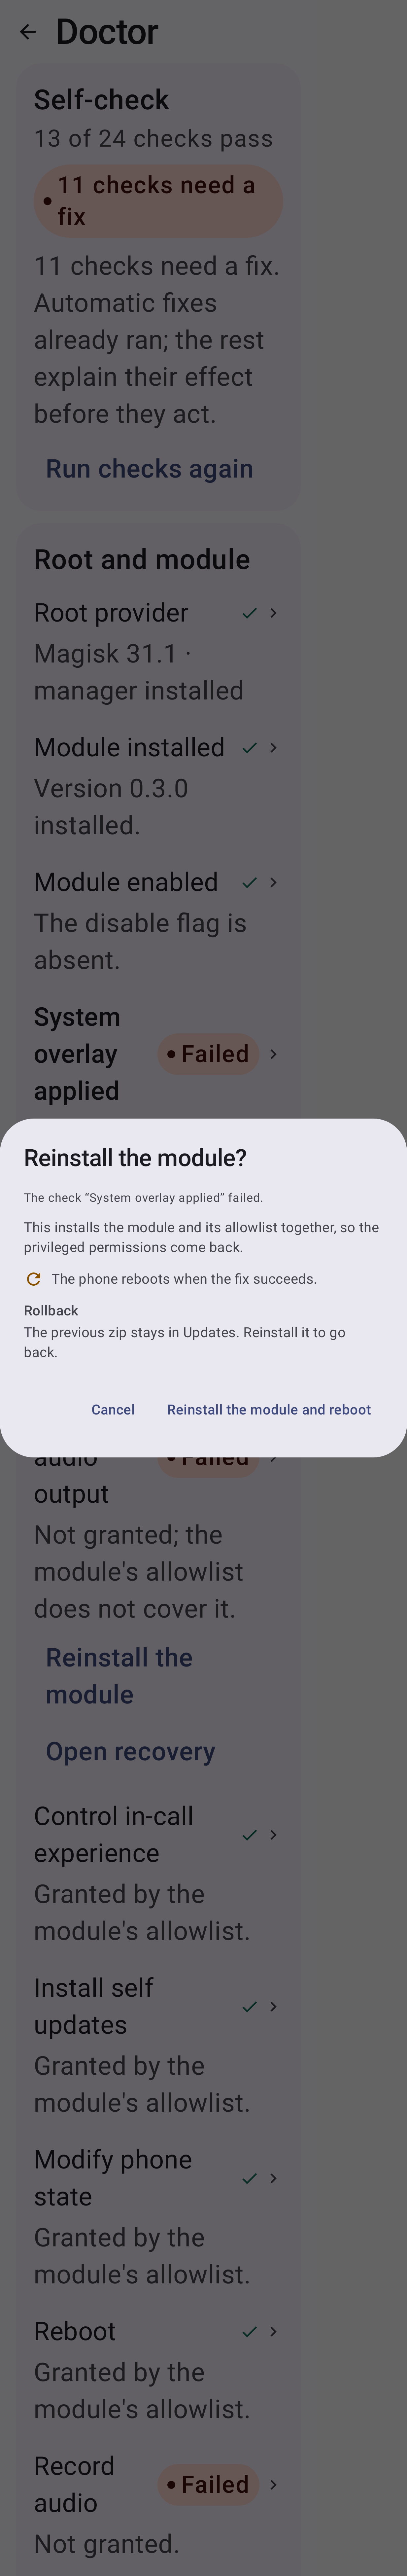 Doctor
Self-check
13 of 24 checks pass
11 checks need a
fix
11 checks need a fix.
Automatic fixes
already ran; the rest
explain their effect
before they act.
Run checks again
Root and module
Root provider
Magisk 31.1 ·
manager installed
Module installed
Version 0.3.0
installed.
Module enabled
The disable flag is
absent.
System
overlay
applied
Failed
Reinstall the module?
The check “System overlay applied” failed.
This installs the module and its allowlist together, so the
privileged permissions come back.
The phone reboots when the fix succeeds.
Rollback
The previous zip stays in Updates. Reinstall it to go
back.
Cancel
Reinstall the module and reboot
audio
output
Failed
Not granted; the
module's allowlist
does not cover it.
Reinstall the
module
Open recovery
Control in-call
experience
Granted by the
module's allowlist.
Install self
updates
Granted by the
module's allowlist.
Modify phone
state
Granted by the
module's allowlist.
Reboot
Granted by the
module's allowlist.
Record
audio
Failed
Not granted.